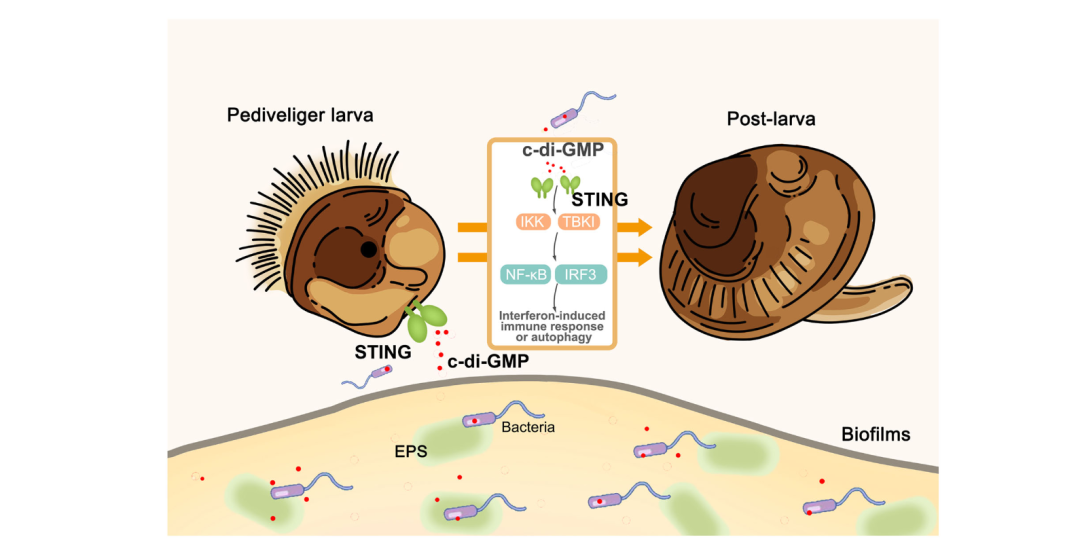 Pediveliger larva
Post-larva
c-di-GMP
STING
IKK
TBKI
NF-κB
IRF3
Interferon-induced
immune response
or autophagy
STING
c-di-GMP
Bacteria
EPS
Biofilms